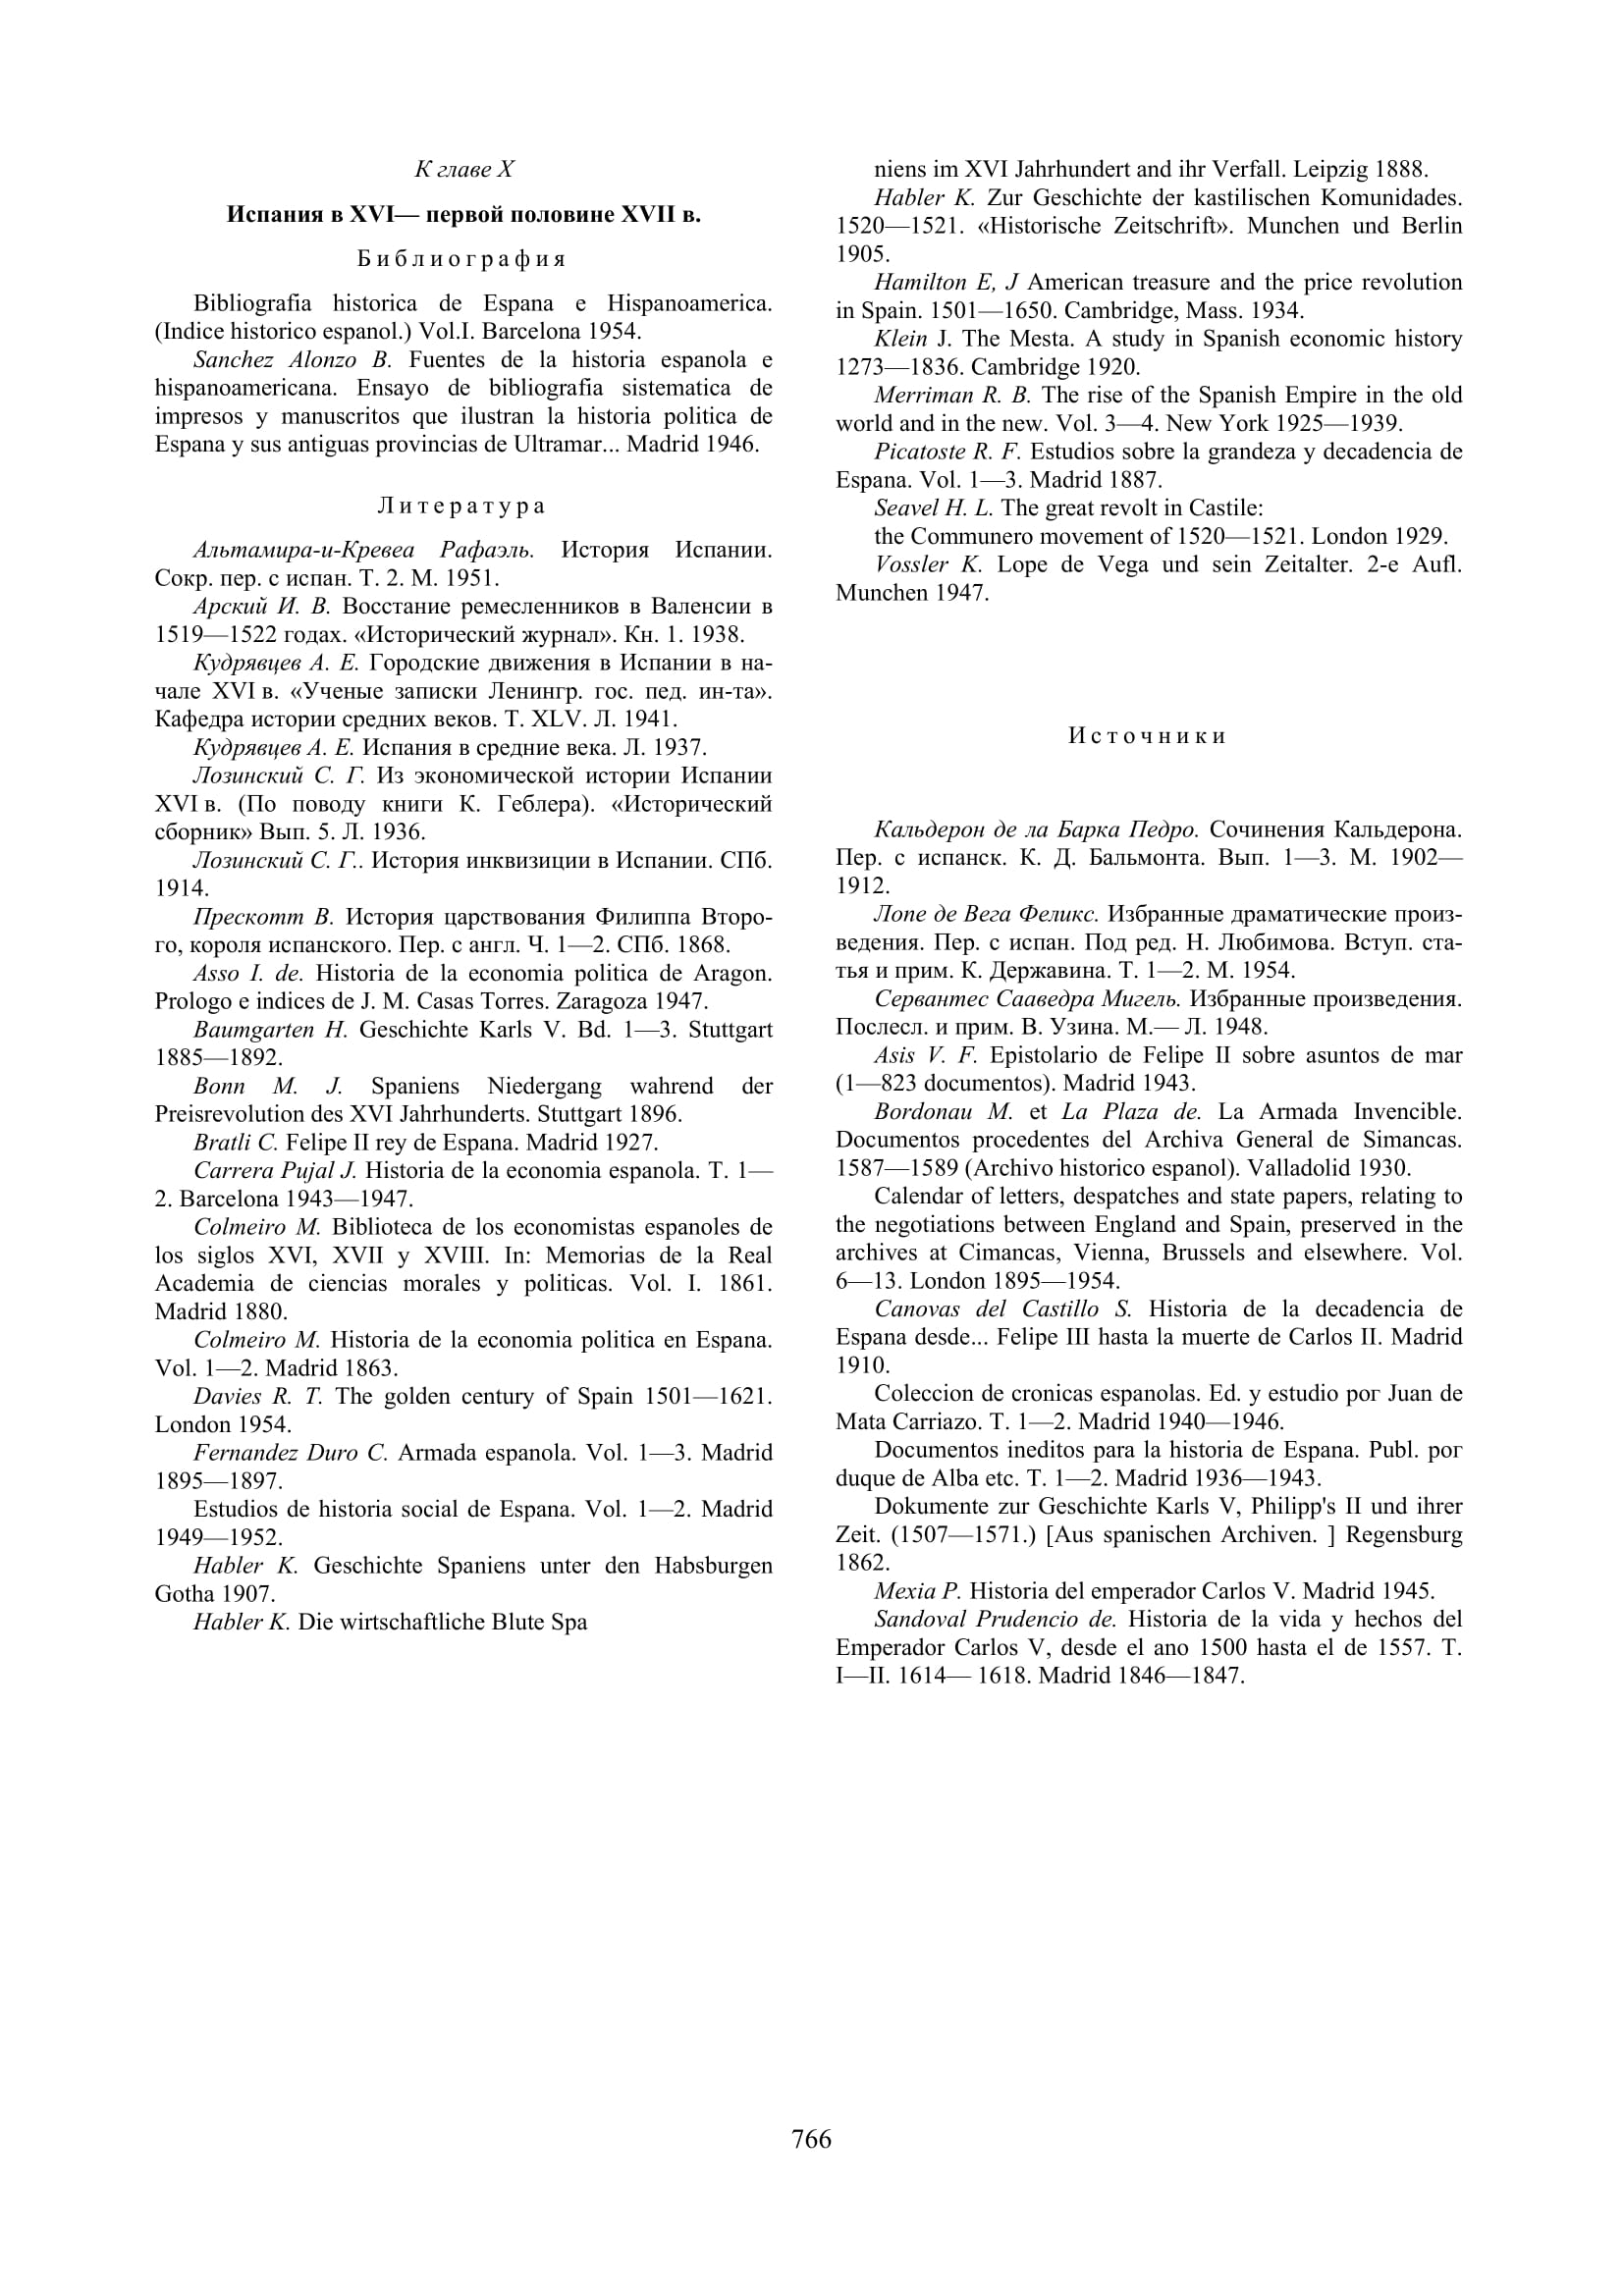 К главе X
Испания в XVI— первой половине XVII в.
Библиография
Bibliografia historica de Espana e Hispanoamerica.
(Indice historico espanol.) Vol.I. Barcelona 1954.
Sanchez Alonzo B. Fuentes de la historia espanola e
hispanoamericana. Ensayo de bibliografia sistematica de
impresos y manuscritos que ilustran la historia politica de
Espana y sus antiguas provincias de Ultramar... Madrid 1946.
Литература
Альтамира-и-Кревеа Рафаэль. История Испании.
Сокр. пер. с испан. Т. 2. М. 1951.
Арский И. В. Восстание ремесленников в Валенсии в
1519—1522 годах. «Исторический журнал». Кн. 1. 1938.
Кудрявцев А. Е. Городские движения в Испании в на-
чале XVI в. «Ученые записки Ленингр. гос. пед. ин-та».
Кафедра истории средних веков. Т. XLV. Л. 1941.
Кудрявцев А. Е. Испания в средние века. Л. 1937.
Лозинский С. Г. Из экономической истории Испании
XVI в. (По поводу книги К. Геблера). «Исторический
сборник» Вып. 5. Л. 1936.
Лозинский С. Г.. История инквизиции в Испании. СПб.
1914.
Прескотт В. История царствования Филиппа Второ-
го, короля испанского. Пер. с англ. Ч. 1—2. СПб. 1868.
Asso I. de. Historia de la economia politica de Aragon.
Prologo e indices de J. M. Casas Torres. Zaragoza 1947.
Baumgarten H. Geschichte Karls V. Bd. 1—3. Stuttgart
1885—1892.
Bonn M. J. Spaniens Niedergang wahrend der
Preisrevolution des XVI Jahrhunderts. Stuttgart 1896.
Bratli C. Felipe II rey de Espana. Madrid 1927.
Carrera Pujal J. Historia de la economia espanola. T. 1—
2. Barcelona 1943—1947.
Colmeiro M. Biblioteca de los economistas espanoles de
los siglos XVI, XVII y XVIII. In: Memorias de la Real
Academia de ciencias morales y politicas. Vol. I. 1861.
Madrid 1880.
Colmeiro M. Historia de la economia politica en Espana.
Vol. 1—2. Madrid 1863.
Davies R. T. The golden century of Spain 1501—1621.
London 1954.
Fernandez Duro C. Armada espanola. Vol. 1—3. Madrid
1895—1897.
Estudios de historia social de Espana. Vol. 1—2. Madrid
1949—1952.
Habler K. Geschichte Spaniens unter den Habsburgen
Gotha 1907.
Habler K. Die wirtschaftliche Blute Spa
niens im XVI Jahrhundert and ihr Verfall. Leipzig 1888.
Habler K. Zur Geschichte der kastilischen Komunidades.
1520—1521. «Historische Zeitschrift». Munchen und Berlin
1905.
Hamilton E, J American treasure and the price revolution
in Spain. 1501—1650. Cambridge, Mass. 1934.
Klein J. The Mesta. A study in Spanish economic history
1273—1836. Cambridge 1920.
Merriman R. B. The rise of the Spanish Empire in the old
world and in the new. Vol. 3—4. New York 1925—1939.
Picatoste R. F. Estudios sobre la grandeza y decadencia de
Espana. Vol. 1—3. Madrid 1887.
Seavel H. L. The great revolt in Castile:
the Communero movement of 1520—1521. London 1929.
Vossler K. Lope de Vega und sein Zeitalter. 2-e Aufl.
Munchen 1947.
Источники
Кальдерон де ла Барка Педро. Сочинения Кальдерона.
Пер. с испанск. К. Д. Бальмонта. Вып. 1—3. М. 1902—
1912.
Лопе де Вега Феликс. Избранные драматические произ-
ведения. Пер. с испан. Под ред. Н. Любимова. Вступ. ста-
тья и прим. К. Державина. Т. 1—2. М. 1954.
Сервантес Сааведра Мигель. Избранные произведения.
Послесл. и прим. В. Узина. М.— Л. 1948.
Asis V. F. Epistolario de Felipe II sobre asuntos de mar
(1—823 documentos). Madrid 1943.
Bordonau M. et La Plaza de. La Armada Invencible.
Documentos procedentes del Archiva General de Simancas.
1587—1589 (Archivo historico espanol). Valladolid 1930.
Calendar of letters, despatches and state papers, relating to
the negotiations between England and Spain, preserved in the
archives at Cimancas, Vienna, Brussels and elsewhere. Vol.
6—13. London 1895—1954.
Canovas del Castillo S. Historia de la decadencia de
Espana desde... Felipe III hasta la muerte de Carlos II. Madrid
1910.
Coleccion de cronicas espanolas. Ed. y estudio por Juan de
Mata Carriazo. T. 1—2. Madrid 1940—1946.
Documentos ineditos para la historia de Espana. Publ. por
duque de Alba etc. T. 1—2. Madrid 1936—1943.
Dokumente zur Geschichte Karls V, Philipp's II und ihrer
Zeit. (1507—1571.) [Aus spanischen Archiven. ] Regensburg
1862.
Mexia P. Historia del emperador Carlos V. Madrid 1945.
Sandoval Prudencio de. Historia de la vida y hechos del
Emperador Carlos V, desde el ano 1500 hasta el de 1557. T.
I—II. 1614— 1618. Madrid 1846—1847.
766